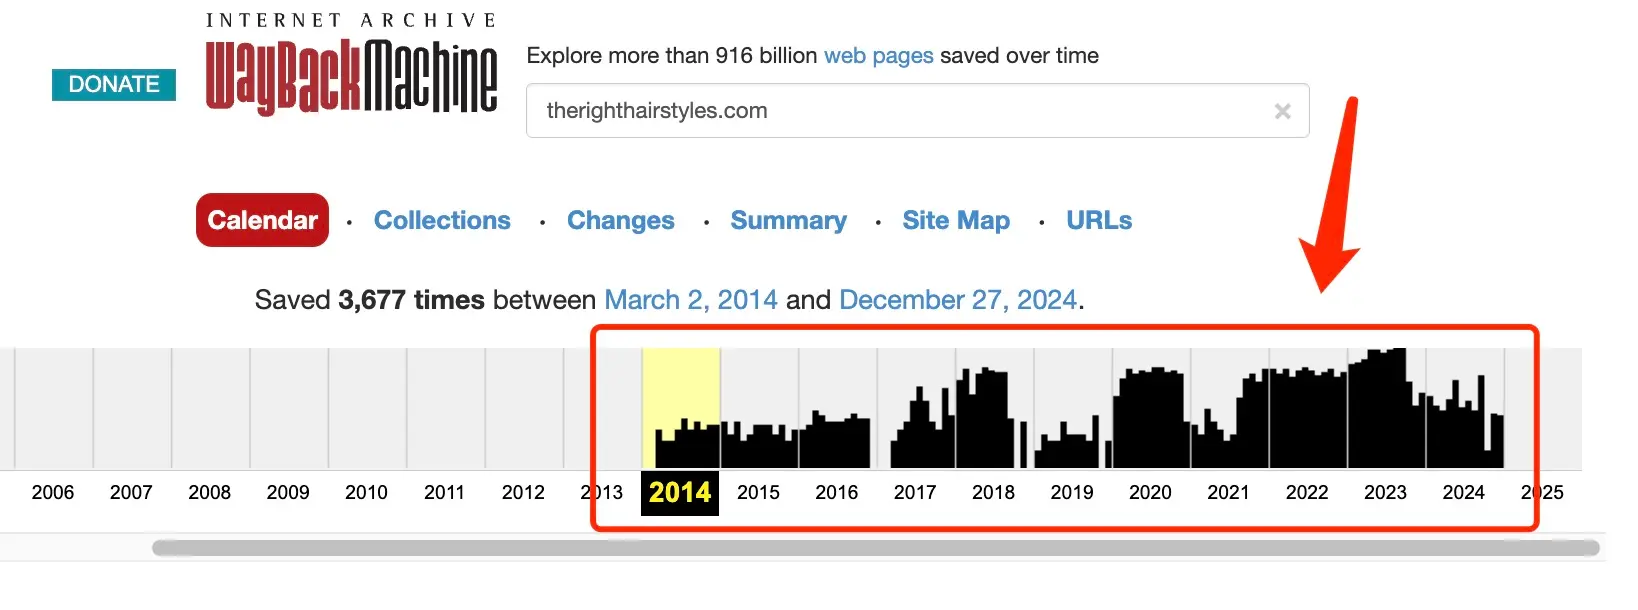 INTERNET ARCHIVE
WayBackMachine
DONATE
Explore more than 916 billion web pages saved over time
therighthairstyles.com
×
Calendar · Collections · Changes · Summary · Site Map · URLs
Saved 3,677 times between March 2, 2014 and December 27, 2024.
2006 2007 2008 2009 2010 2011 2012 2013 2014 2015 2016 2017 2018 2019 2020 2021 2022 2023 2024 2025